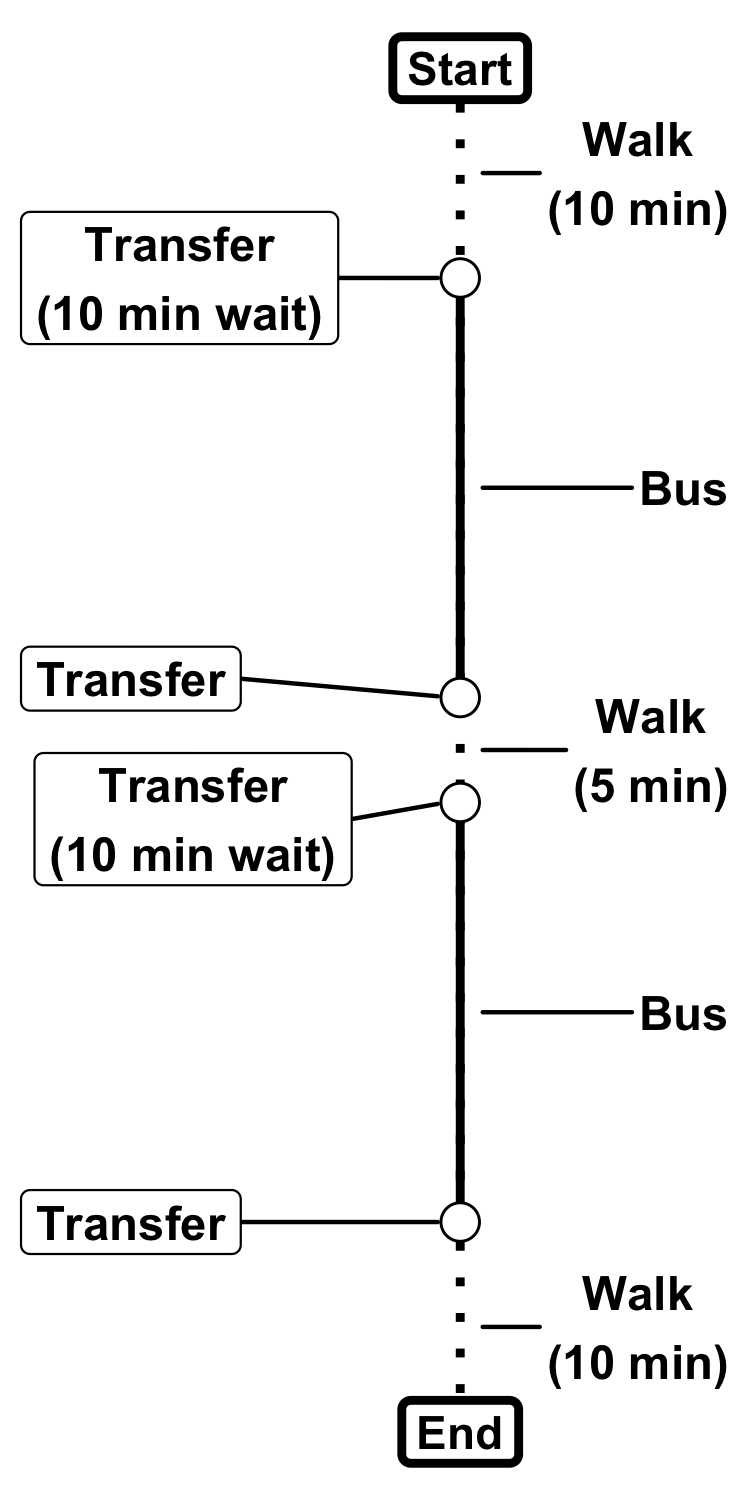 Start
Walk
(10 min)
Transfer
(10 min wait)
Bus
Transfer
Walk
(5 min)
Transfer
(10 min wait)
Bus
Transfer
Walk
(10 min)
End